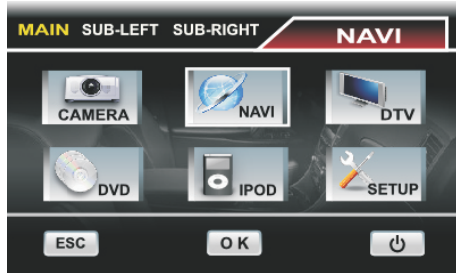 MAIN SUB-LEFT SUB-RIGHT NAVI
CAMERA NAVI DTV
DVD IPOD SETUP
ESC OK